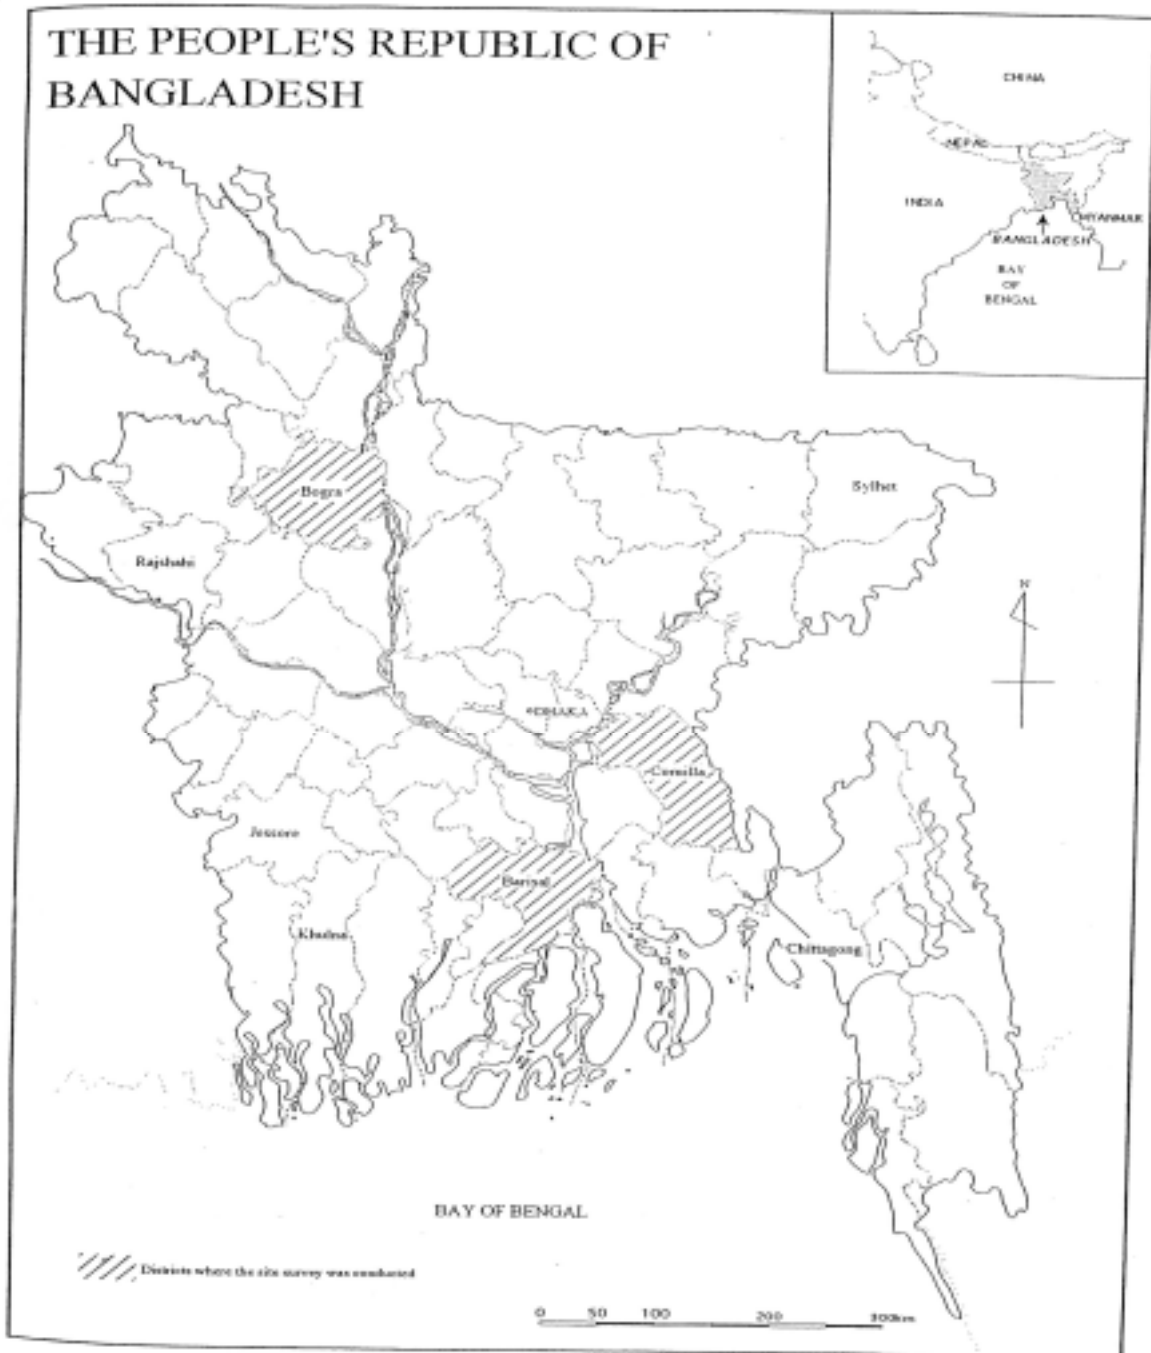 THE PEOPLE'S REPUBLIC OF
BANGLADESH
CHINA
NEPAL
INDIA
MYANMAR
BANGLADESH
BAY
OF
BENGAL
Bogra
Sylhet
Rajshahi
N
DHAKA
Comilla
Jessore
Barisal
Khulna
Chittagong
BAY OF BENGAL
Districts where the site survey was conducted
0 50 100 200 300km